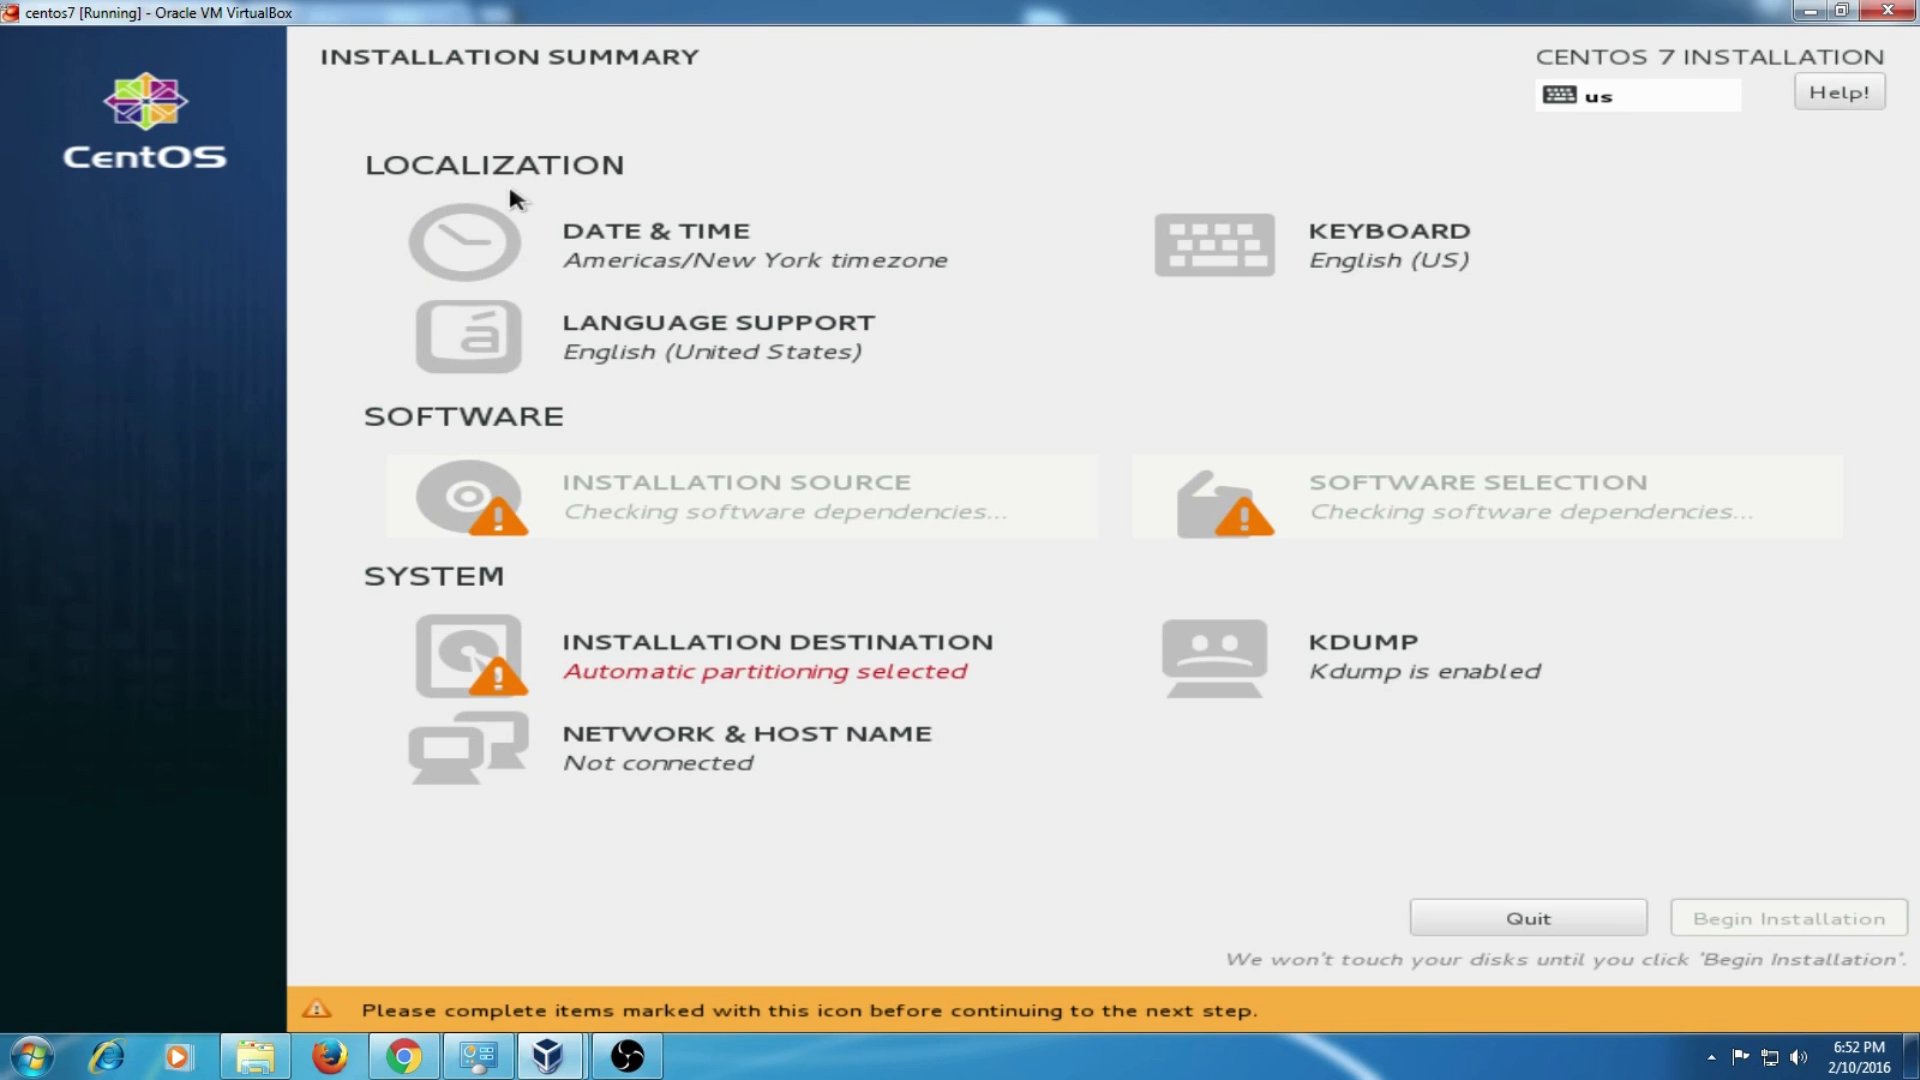 centos7 [Running] - Oracle VM VirtualBox
CentOS
INSTALLATION SUMMARY
CENTOS 7 INSTALLATION
us
Help!
LOCALIZATION
DATE & TIME
Americas/New York timezone
KEYBOARD
English (US)
á
LANGUAGE SUPPORT
English (United States)
SOFTWARE
INSTALLATION SOURCE
Checking software dependencies...
SOFTWARE SELECTION
Checking software dependencies...
SYSTEM
INSTALLATION DESTINATION
Automatic partitioning selected
KDUMP
Kdump is enabled
NETWORK & HOST NAME
Not connected
Quit
Begin Installation
We won't touch your disks until you click 'Begin Installation'.
Please complete items marked with this icon before continuing to the next step.
6:52 PM
2/10/2016